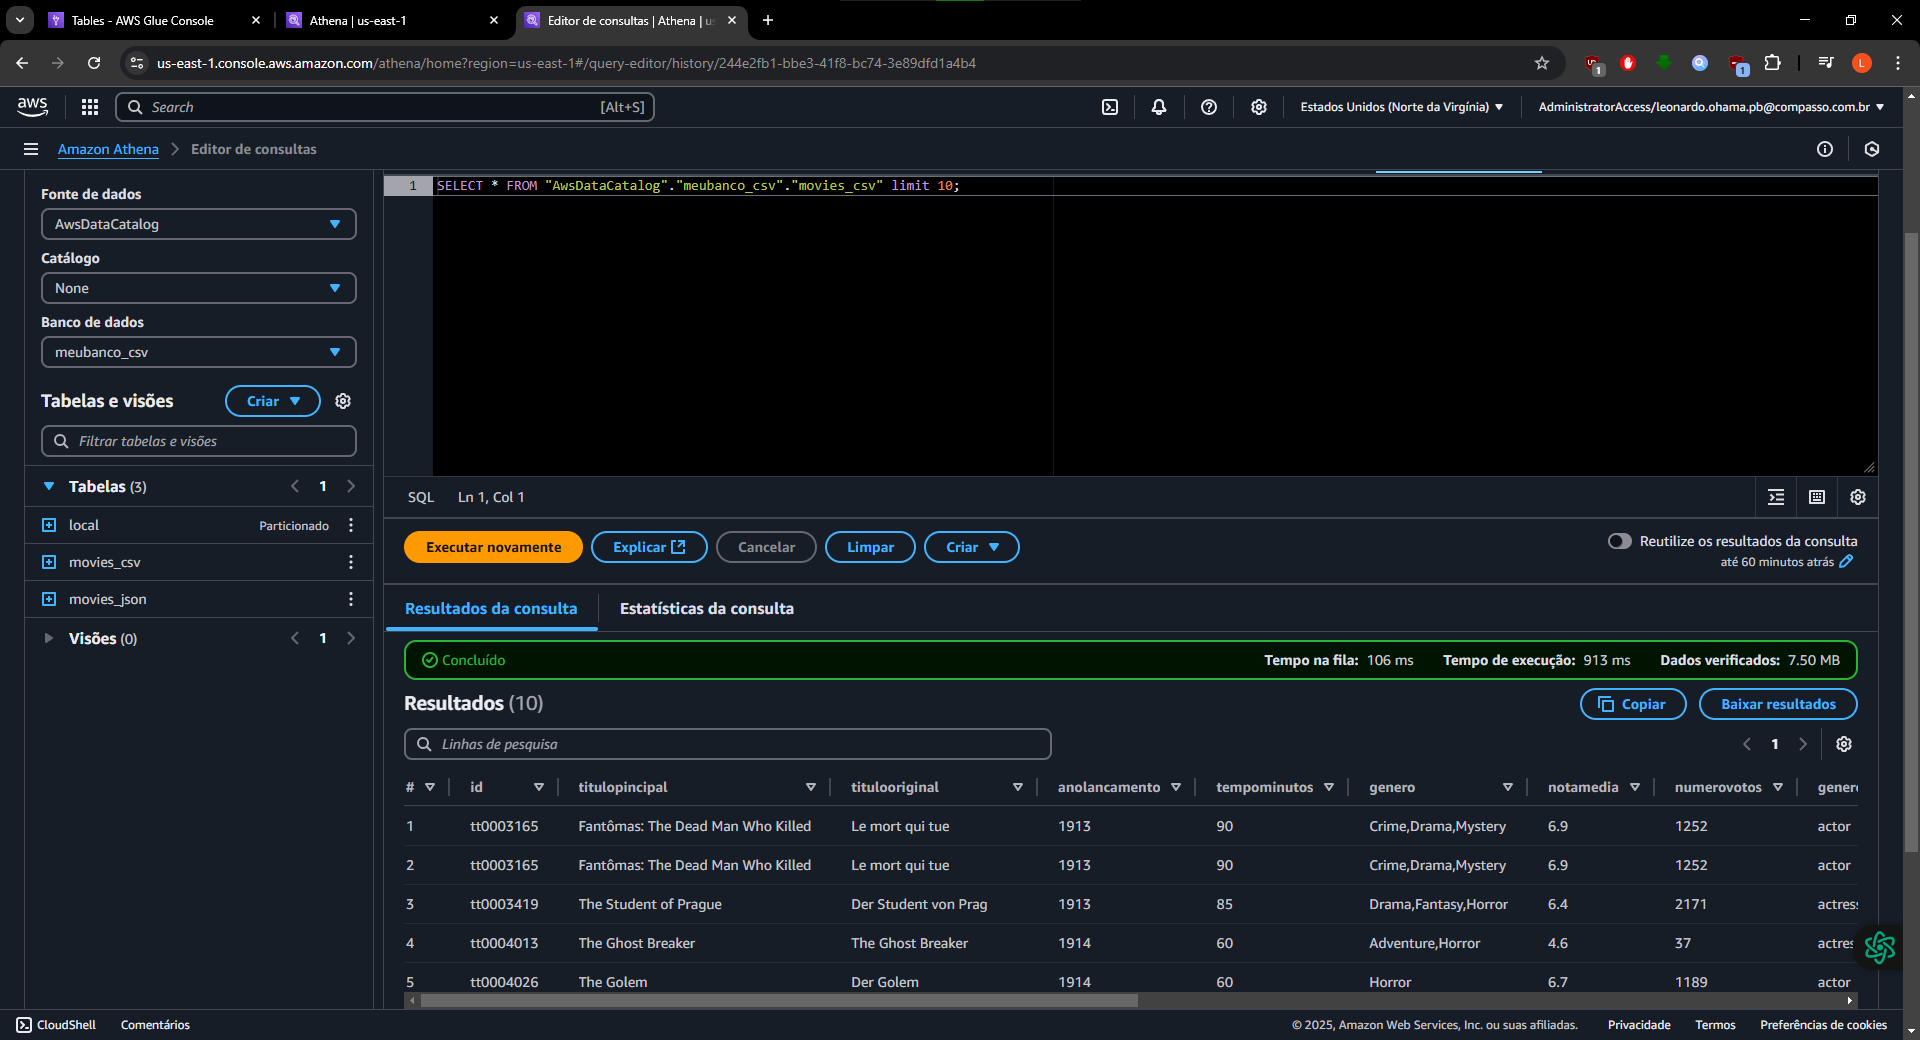 Tables - AWS Glue Console
Athena | us-east-1
Editor de consultas | Athena | us
us-east-1.console.aws.amazon.com/athena/home?region=us-east-1#/query-editor/history/244e2fb1-bbe3-41f8-bc74-3e89dfd1a4b4
1
1
L
aws
Search
[Alt+S]
Estados Unidos (Norte da Virgínia)
AdministratorAccess/leonardo.ohama.pb@compasso.com.br
Amazon Athena
Editor de consultas
Fonte de dados
AwsDataCatalog
Catálogo
None
Banco de dados
meubanco_csv
Tabelas e visões
Criar
Filtrar tabelas e visões
Tabelas (3)
1
local
Particionado
movies_csv
movies_json
Visões (0)
1
1 SELECT * FROM "AwsDataCatalog"."meubanco_csv"."movies_csv" limit 10;
SQL
Ln 1, Col 1
Executar novamente
Explicar
Cancelar
Limpar
Criar
Reutilize os resultados da consulta
até 60 minutos atrás
Resultados da consulta
Estatísticas da consulta
Concluído
Tempo na fila: 106 ms
Tempo de execução: 913 ms
Dados verificados: 7.50 MB
Resultados (10)
Copiar
Baixar resultados
Linhas de pesquisa
1
# id titulopincipal titulooriginal anolancamento tempominutos genero notamedia numerovotos genero
1 tt0003165 Fantômas: The Dead Man Who Killed Le mort qui tue 1913 90 Crime,Drama,Mystery 6.9 1252 actor
2 tt0003165 Fantômas: The Dead Man Who Killed Le mort qui tue 1913 90 Crime,Drama,Mystery 6.9 1252 actor
3 tt0003419 The Student of Prague Der Student von Prag 1913 85 Drama,Fantasy,Horror 6.4 2171 actress
4 tt0004013 The Ghost Breaker The Ghost Breaker 1914 60 Adventure,Horror 4.6 37 actres
5 tt0004026 The Golem Der Golem 1914 60 Horror 6.7 1189 actor
CloudShell
Comentários
© 2025, Amazon Web Services, Inc. ou suas afiliadas.
Privacidade
Termos
Preferências de cookies